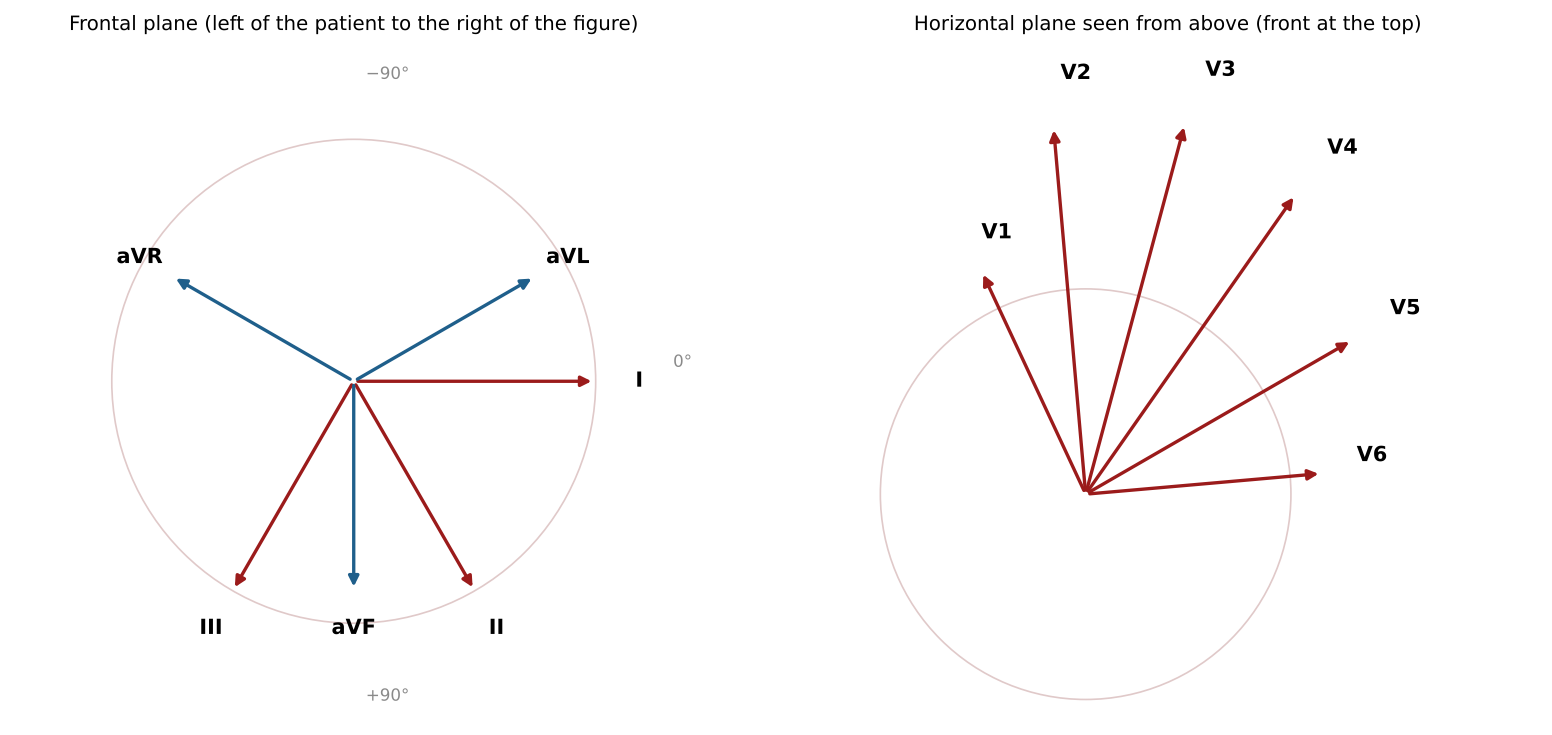 Frontal plane (left of the patient to the right of the figure)
−90°
aVR
aVL
0°
I
III
aVF
II
+90°
Horizontal plane seen from above (front at the top)
V2
V3
V4
V1
V5
V6